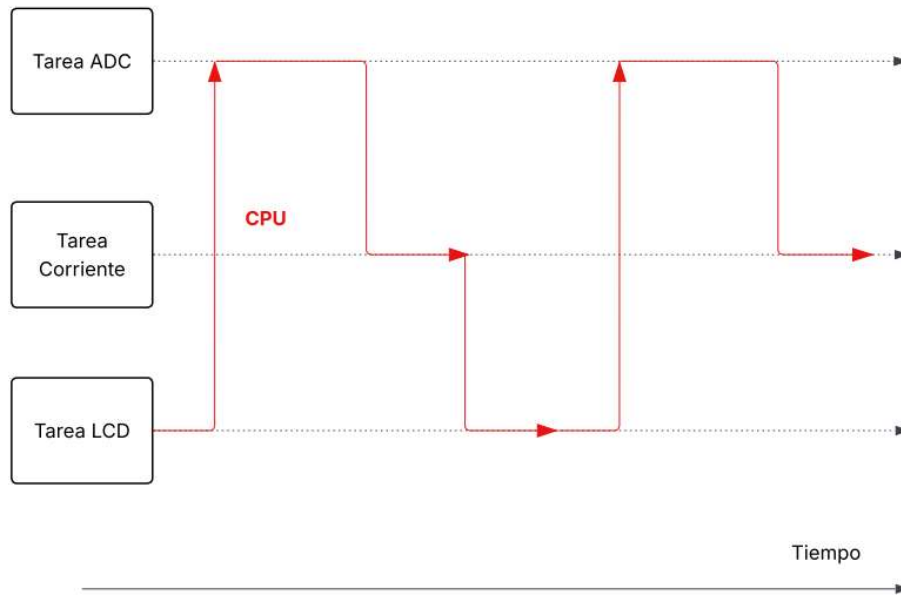 Tarea ADC
CPU
Tarea
Corriente
Tarea LCD
Tiempo